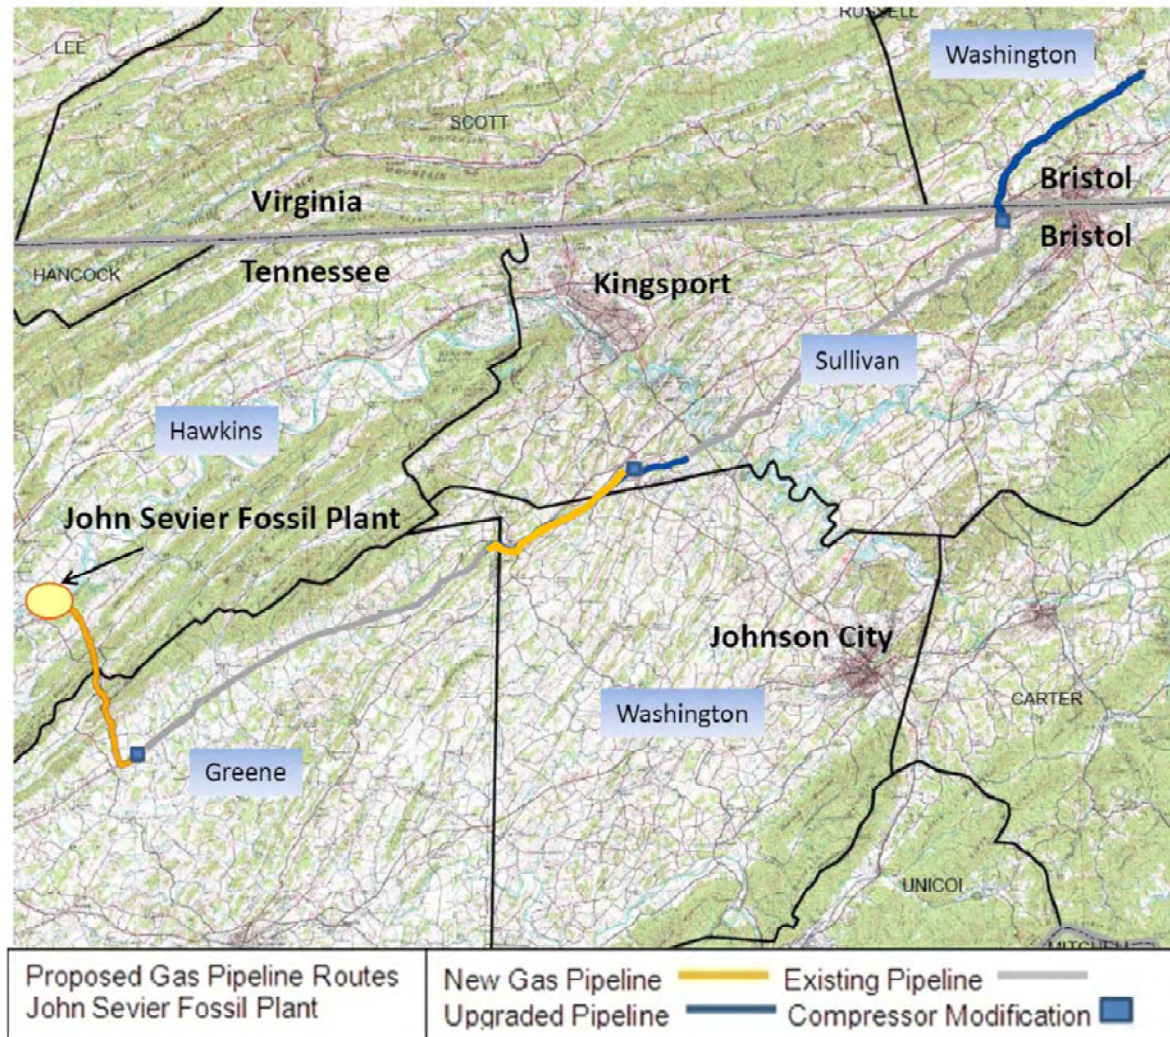 RUSSELL
LEE
Washington
SCOTT
Bristol
Virginia
Bristol
HANCOCK
Tennessee
Kingsport
Sullivan
Hawkins
John Sevier Fossil Plant
Johnson City
CARTER
Washington
Greene
UNICOI
MITCHELL
Proposed Gas Pipeline Routes
John Sevier Fossil Plant
New Gas Pipeline
Existing Pipeline
Upgraded Pipeline
Compressor Modification